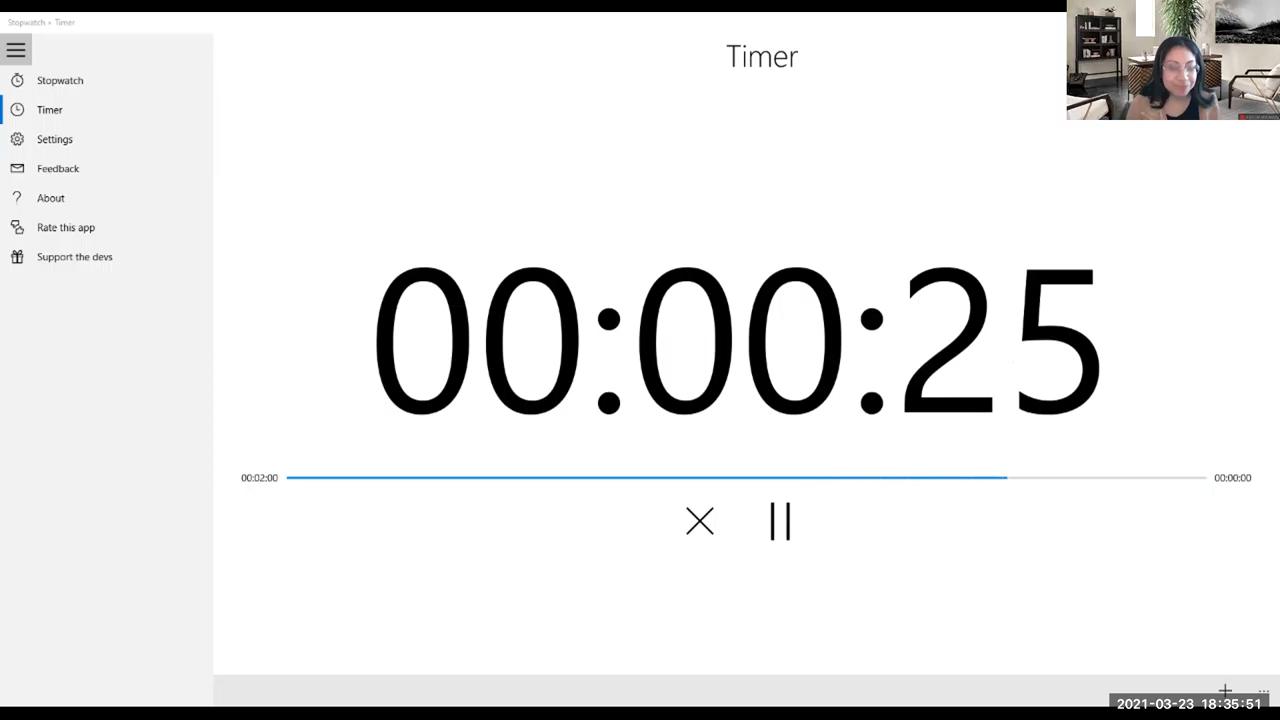 Stopwatch + Timer
Timer
Stopwatch
Timer
Settings
Feedback
About
Rate this app
Support the devs
00:00:25
00:02:00
00:00:00
2021-03-23 18:35:51